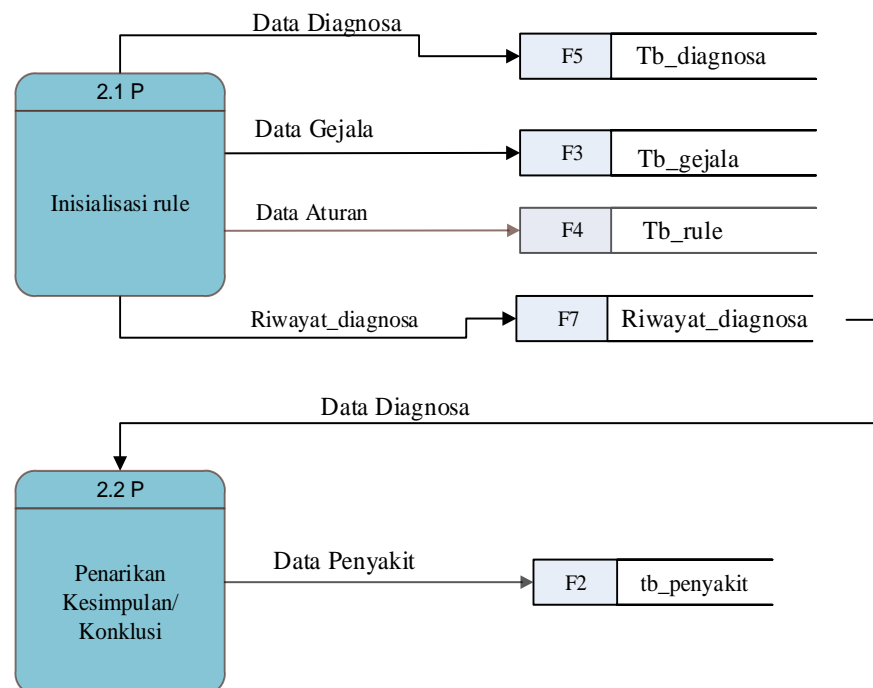 Data Diagnosa
F5
Tb_diagnosa
2.1 P
Inisialisasi rule
Data Gejala
F3
Tb_gejala
Data Aturan
F4
Tb_rule
Riwayat_diagnosa
F7
Riwayat_diagnosa
Data Diagnosa
2.2 P
Penarikan
Kesimpulan/
Konklusi
Data Penyakit
F2
tb_penyakit